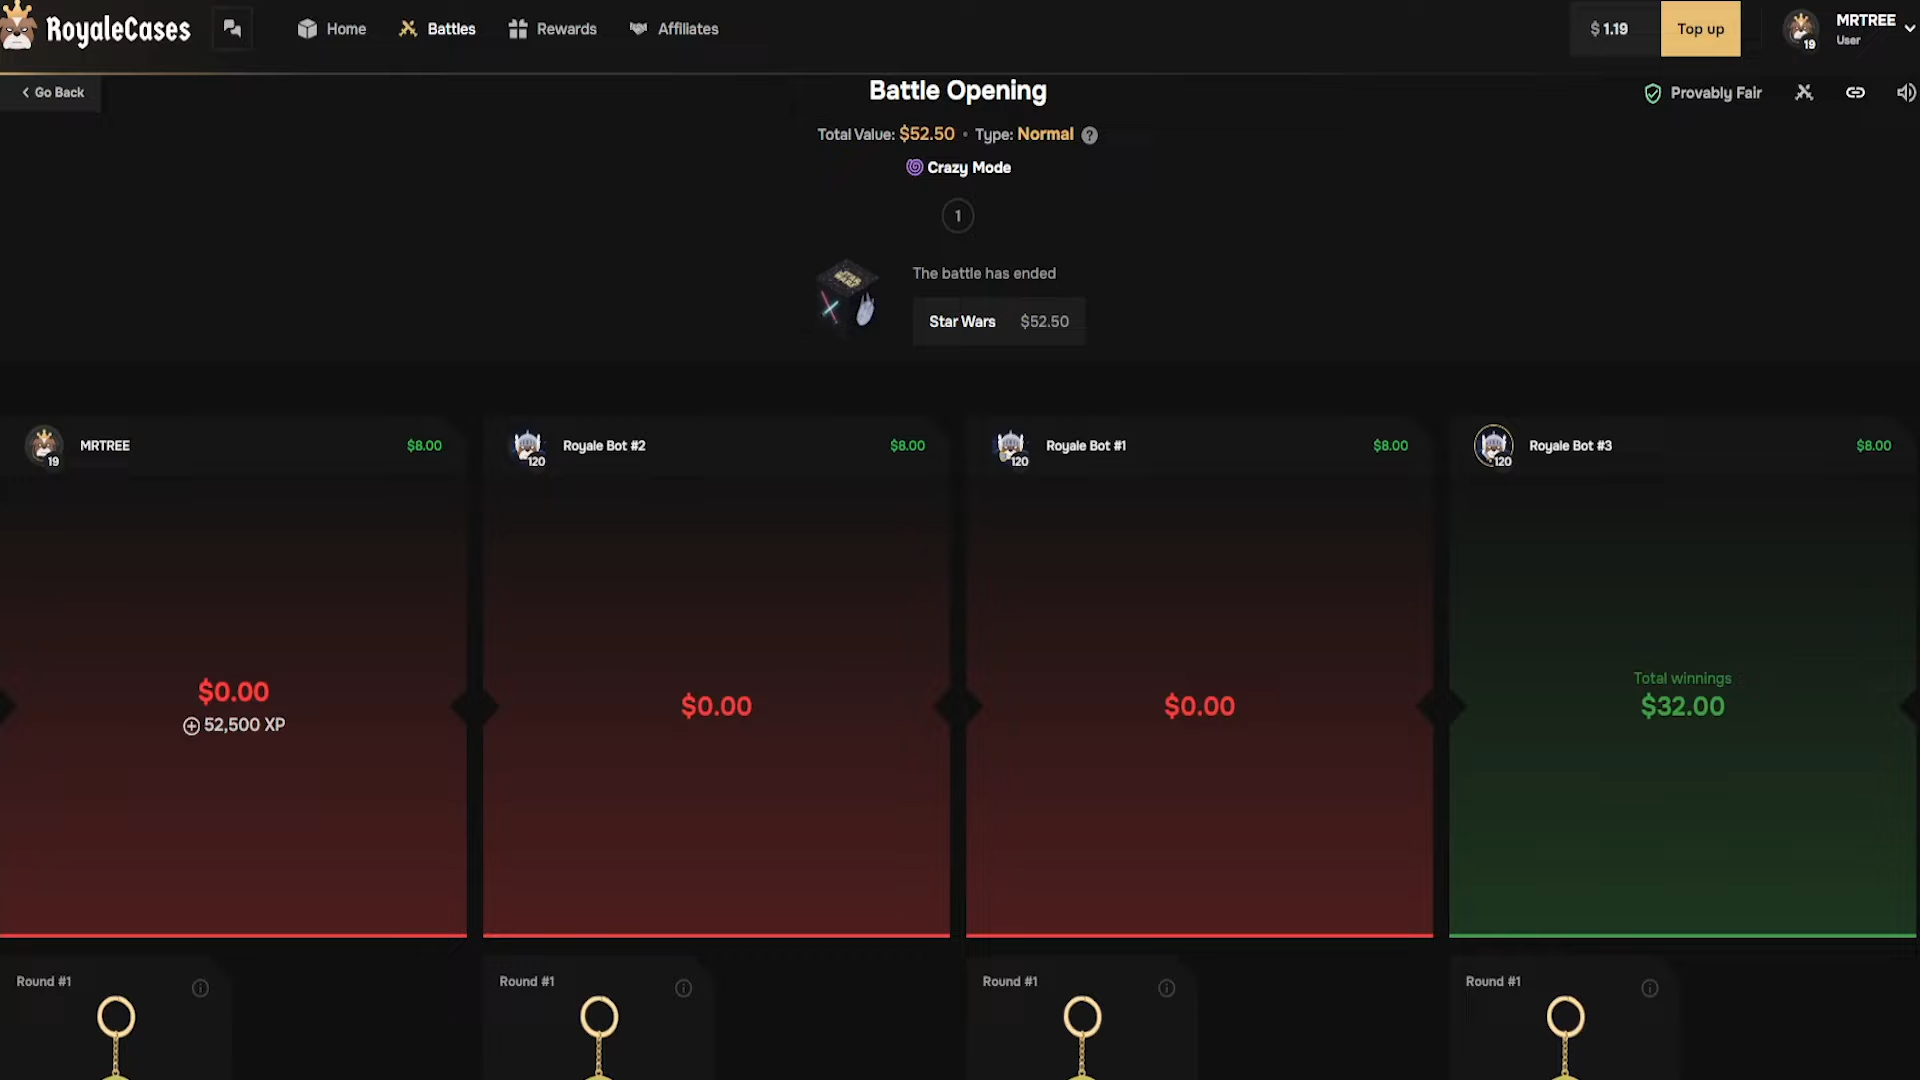 RoyaleCases
Home
Battles
Rewards
Affiliates
$ 1.19
Top up
19
MRTREE
User
Go Back
Battle Opening
Provably Fair
Total Value: $52.50 • Type: Normal ?
Crazy Mode
1
STAR WARS
The battle has ended
Star Wars $52.50
19 MRTREE $8.00
120 Royale Bot #2 $8.00
120 Royale Bot #1 $8.00
120 Royale Bot #3 $8.00
$0.00
52,500 XP
$0.00
$0.00
Total winnings
$32.00
Round #1
Round #1
Round #1
Round #1